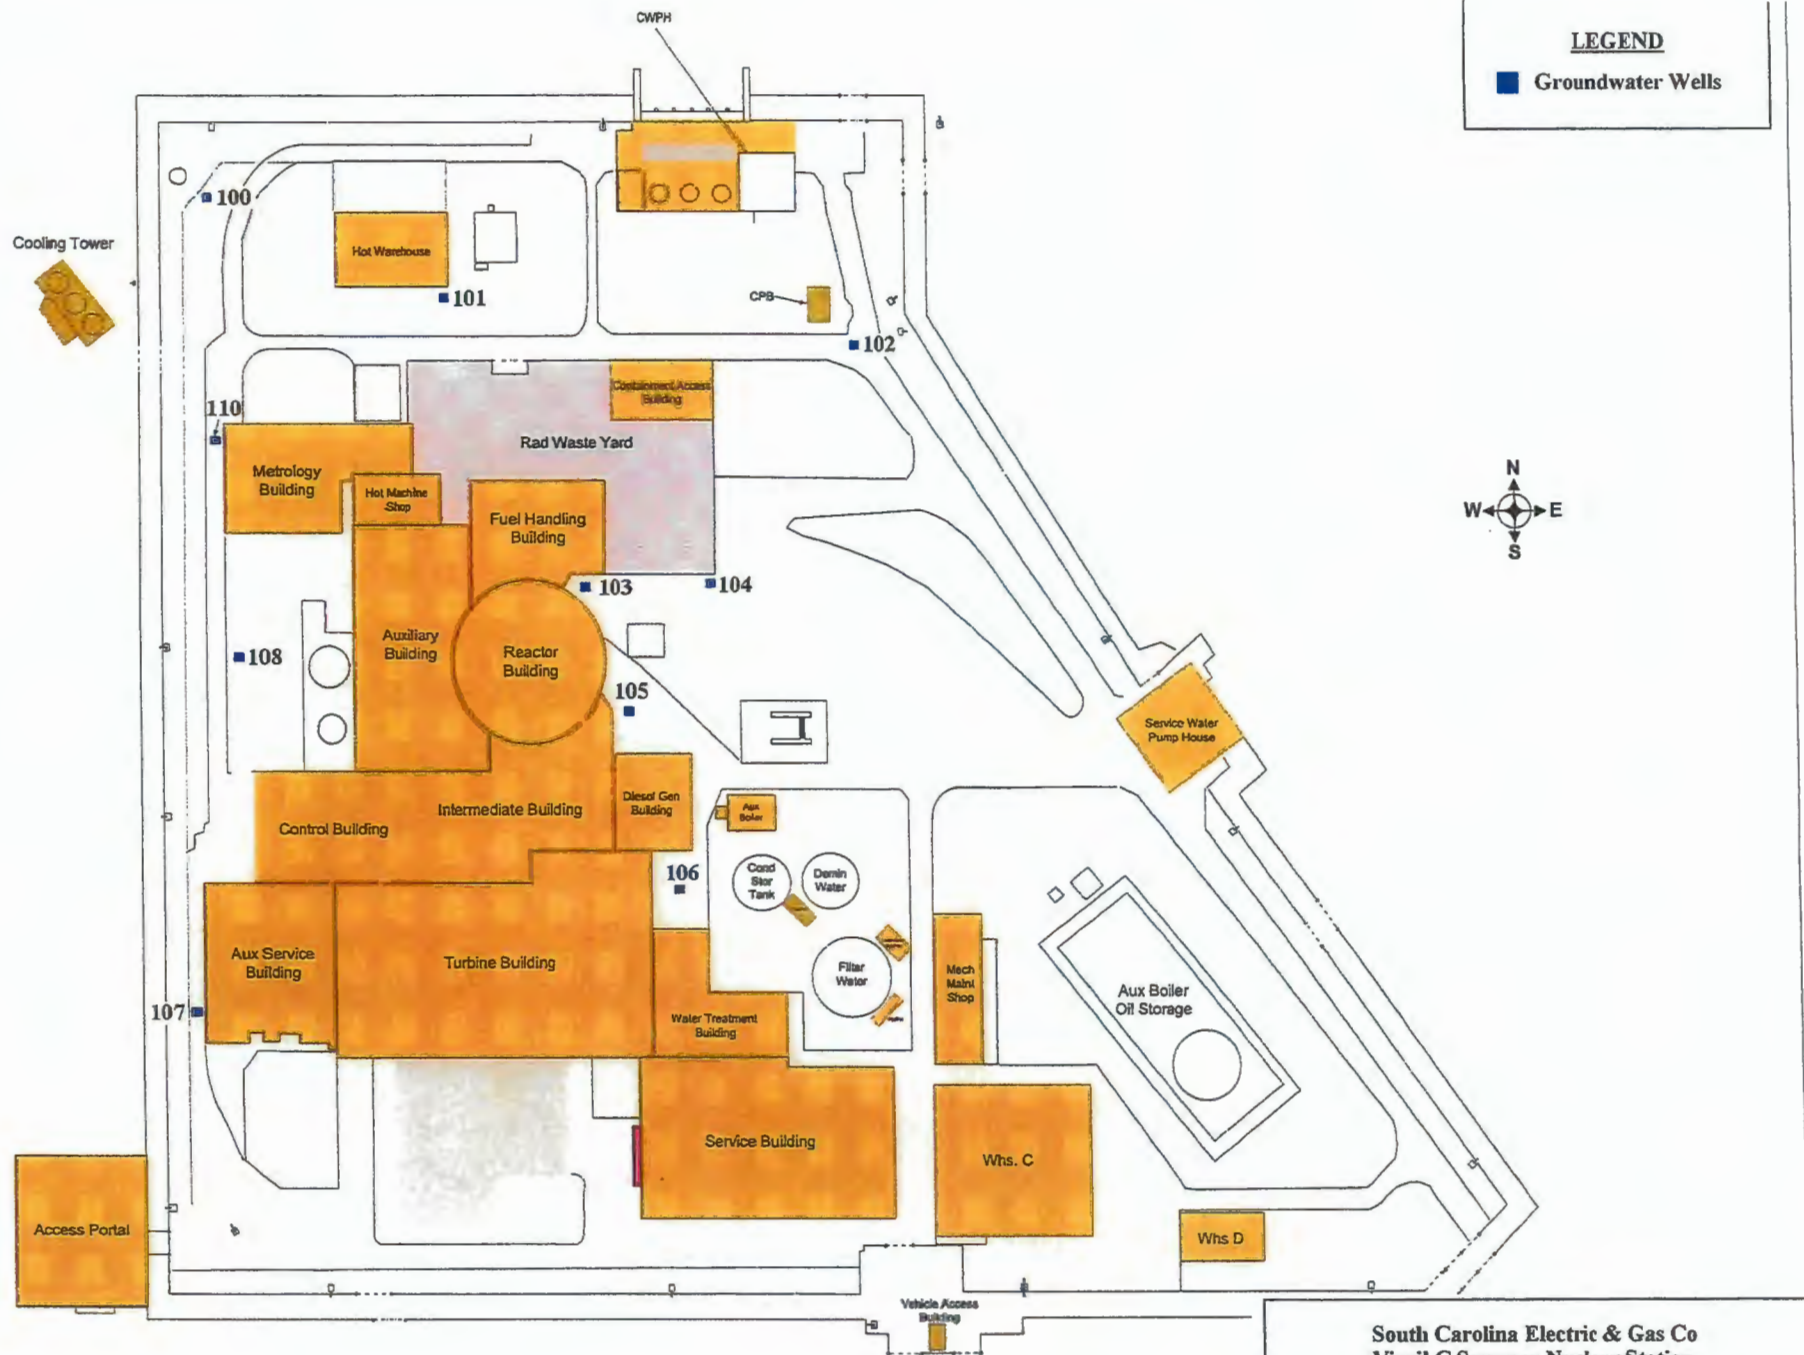 CWPH
LEGEND
Groundwater Wells
100
Cooling Tower
Hot Warehouse
101
CPB
102
Containment Access
Building
110
Rad Waste Yard
Metrology
Building
Hot Machine
Shop
Fuel Handling
Building
N
W
E
S
103
104
Auxiliary
Building
Reactor
Building
108
105
Service Water
Pump House
Diesel Gen
Building
Intermediate Building
Control Building
Aux
Boiler
106
Cond
Stor
Tank
Demin
Water
Aux Service
Building
Turbine Building
Filter
Water
Mech
Maint
Shop
Aux Boiler
Oil Storage
107
Water Treatment
Building
Service Building
Whs. C
Access Portal
Whs D
Vehicle Access
Building
South Carolina Electric & Gas Co